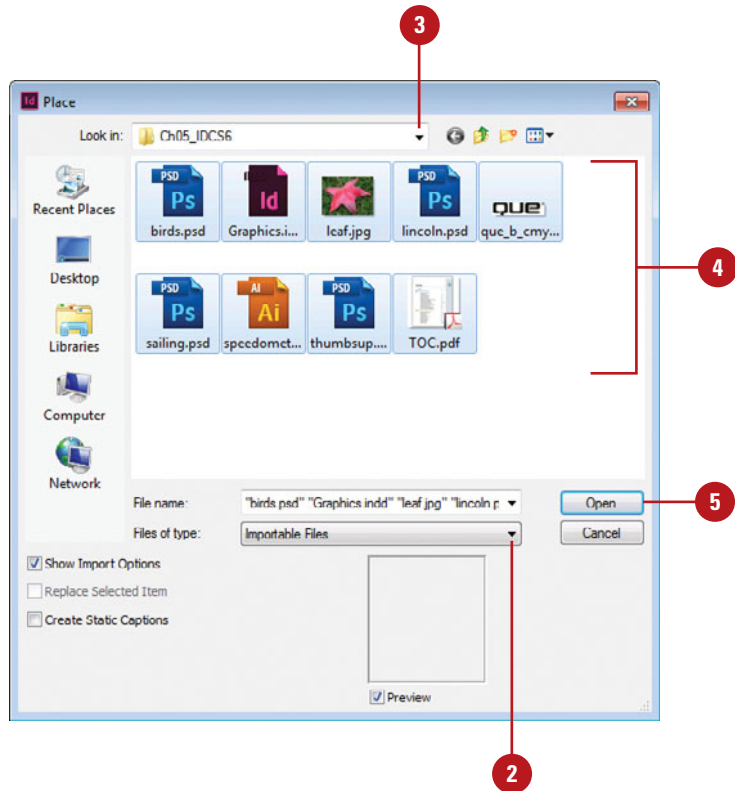 3
Id Place
Look in: Ch05_IDCS6
Recent Places
Desktop
Libraries
Computer
Network
PSD Ps
Id
PSD Ps
QUE
birds.psd Graphics.i... leaf.jpg lincoln.psd que_b_cmy...
4
PSD Ps
AI Ai
PSD Ps
sailing.psd speedomet... thumbsup.... TOC.pdf
File name: "birds.psd" "Graphics.indd" "leaf.jpg" "lincoln.p
Open
5
Files of type: Importable Files
Cancel
Show Import Options
Replace Selected Item
Create Static Captions
Preview
2